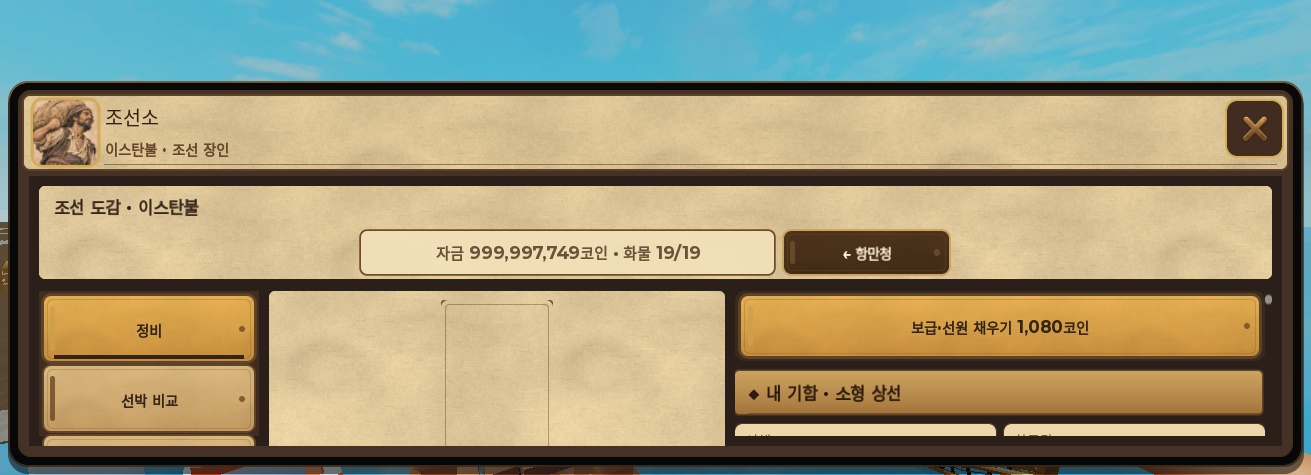 조선소
이스탄불 • 조선 장인
조선 도감 • 이스탄불
자금 999,997,749코인 • 화물 19/19
← 항만청
정비
선박 비교
보급•선원 채우기 1,080코인
◆ 내 기함 • 소형 상선